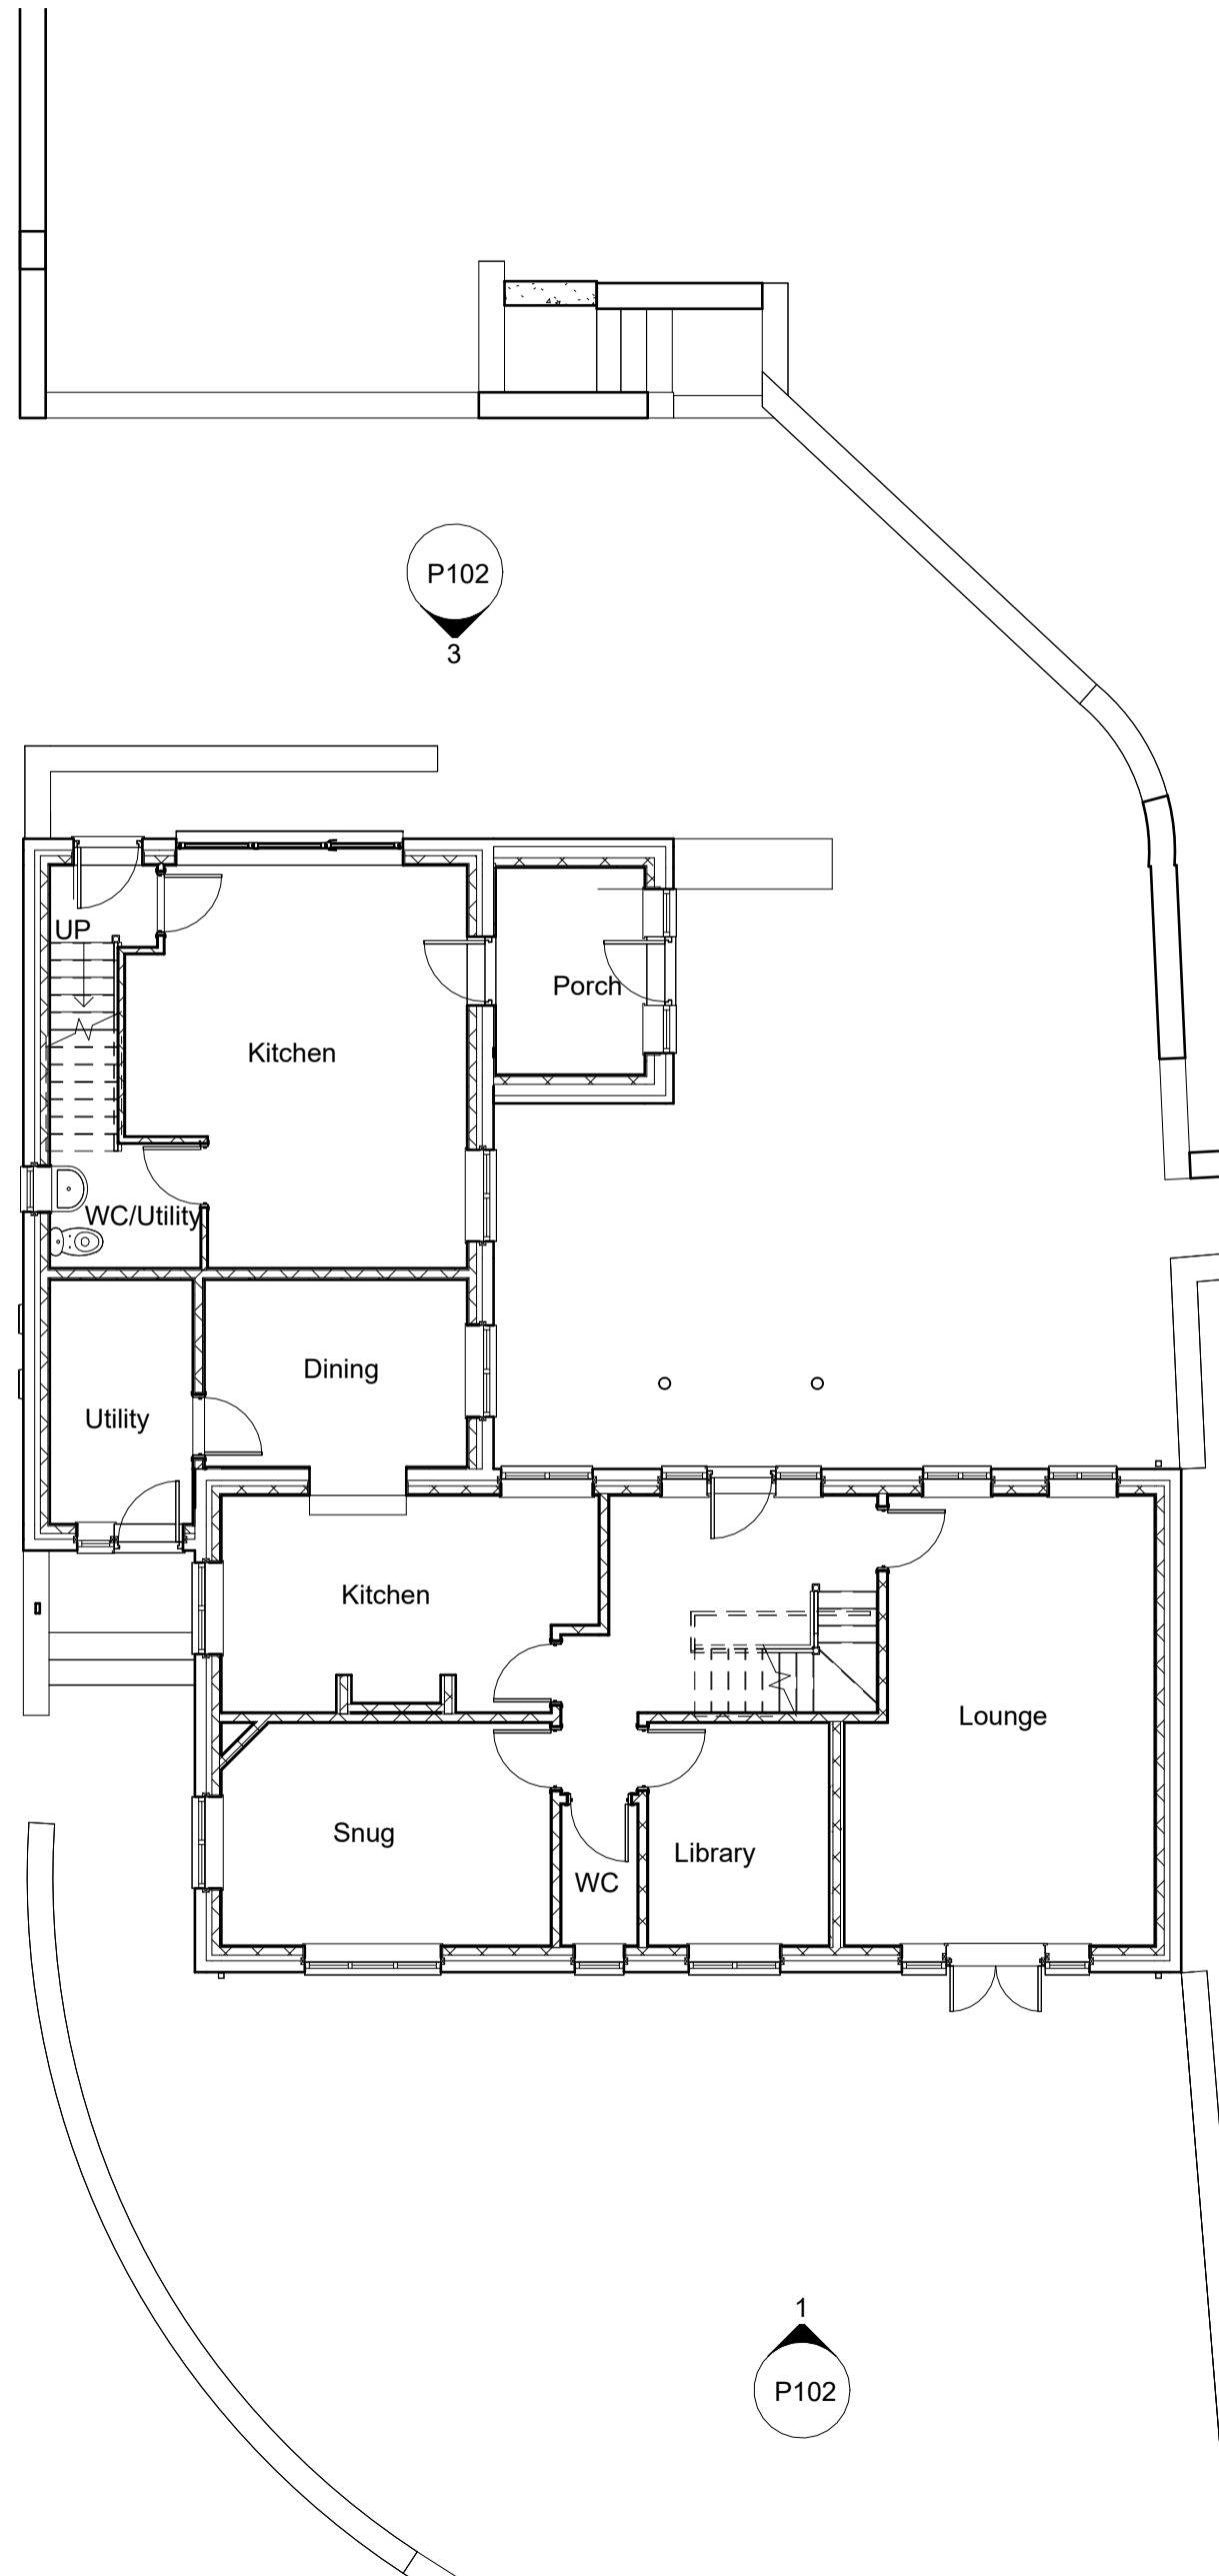 P102
3
UP
Porch
Kitchen
WC/Utility
Dining
Utility
Kitchen
Lounge
Snug
Library
WC
1
P102